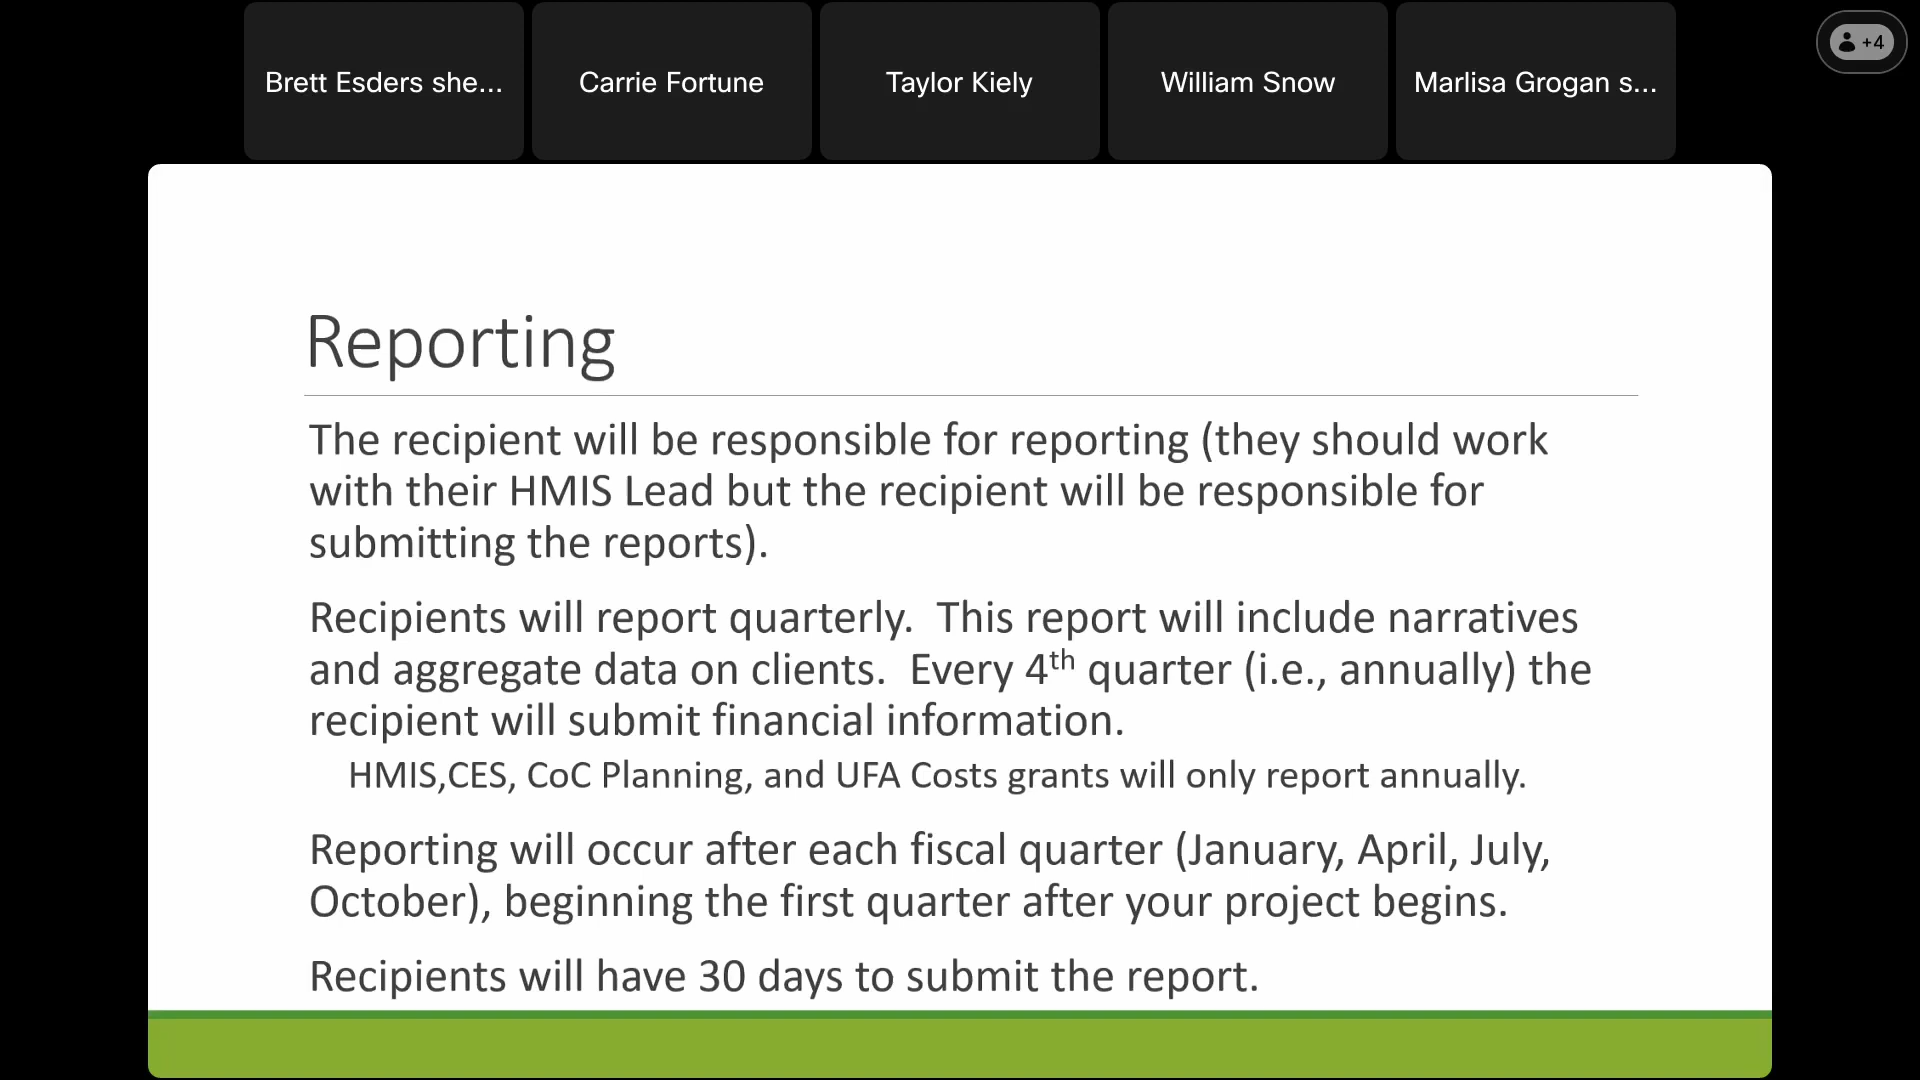 Brett Esders she...
Carrie Fortune
Taylor Kiely
William Snow
Marlisa Grogan s...
+4
Reporting
The recipient will be responsible for reporting (they should work
with their HMIS Lead but the recipient will be responsible for
submitting the reports).
Recipients will report quarterly.  This report will include narratives
and aggregate data on clients.  Every 4th quarter (i.e., annually) the
recipient will submit financial information.
HMIS,CES, CoC Planning, and UFA Costs grants will only report annually.
Reporting will occur after each fiscal quarter (January, April, July,
October), beginning the first quarter after your project begins.
Recipients will have 30 days to submit the report.